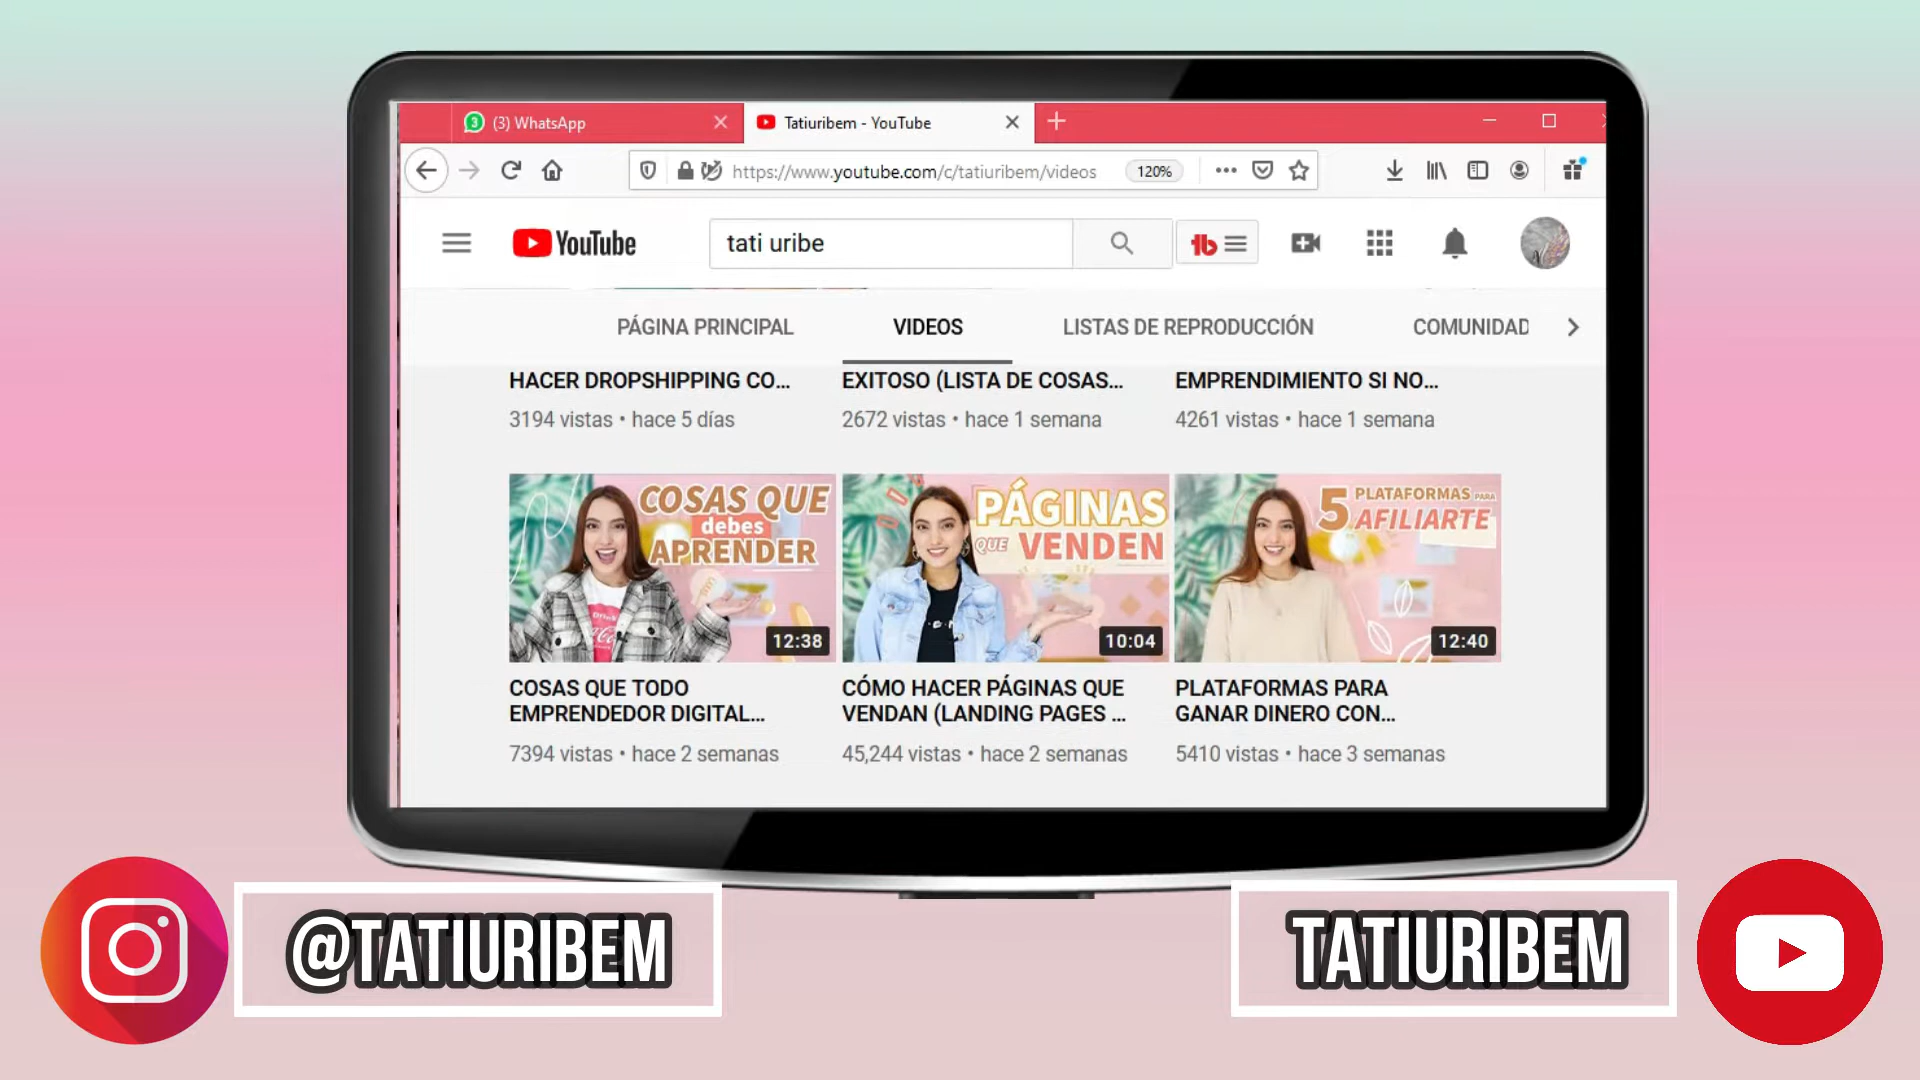 3 (3) WhatsApp
Tatiuribem - YouTube
https://www.youtube.com/c/tatiuribem/videos
120%
YouTube
tati uribe
PÁGINA PRINCIPAL
VIDEOS
LISTAS DE REPRODUCCIÓN
COMUNIDAD
HACER DROPSHIPPING CO...
3194 vistas • hace 5 días
EXITOSO (LISTA DE COSAS...
2672 vistas • hace 1 semana
EMPRENDIMIENTO SI NO...
4261 vistas • hace 1 semana
COSAS QUE
debes
APRENDER
12:38
PÁGINAS
QUE VENDEN
10:04
5 PLATAFORMAS PARA
AFILIARTE
12:40
COSAS QUE TODO
EMPRENDEDOR DIGITAL...
7394 vistas • hace 2 semanas
CÓMO HACER PÁGINAS QUE
VENDAN (LANDING PAGES ...
45,244 vistas • hace 2 semanas
PLATAFORMAS PARA
GANAR DINERO CON...
5410 vistas • hace 3 semanas
@TATIURIBEM
TATIURIBEM